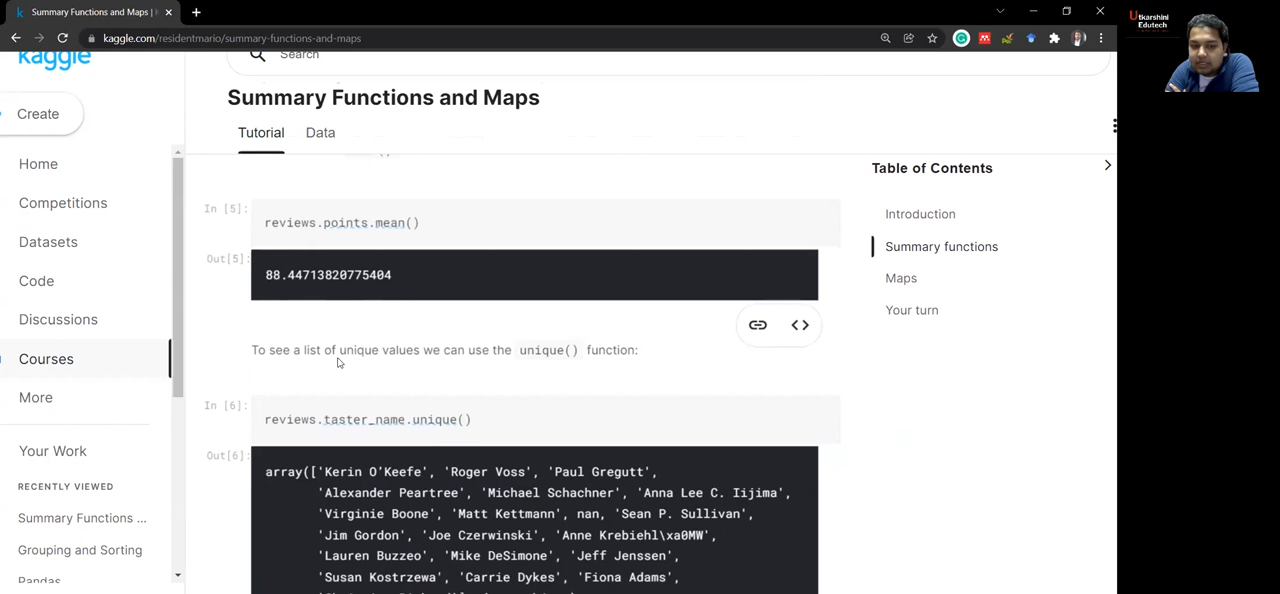 Summary Functions and Maps |
kaggle.com/residentmario/summary-functions-and-maps
Utkarshini
Edutech
kaggle
Search
Create
Home
Competitions
Datasets
Code
Discussions
Courses
More
Your Work
RECENTLY VIEWED
Summary Functions ...
Grouping and Sorting
Pandas
Summary Functions and Maps
Tutorial Data
In [5]:
reviews.points.mean()
Out[5]:
88.44713820775404
To see a list of unique values we can use the unique() function:
In [6]:
reviews.taster_name.unique()
Out[6]:
array(['Kerin O’Keefe', 'Roger Voss', 'Paul Gregutt',
'Alexander Peartree', 'Michael Schachner', 'Anna Lee C. Iijima',
'Virginie Boone', 'Matt Kettmann', nan, 'Sean P. Sullivan',
'Jim Gordon', 'Joe Czerwinski', 'Anne Krebiehl\xa0MW',
'Lauren Buzzeo', 'Mike DeSimone', 'Jeff Jenssen',
'Susan Kostrzewa', 'Carrie Dykes', 'Fiona Adams',
Table of Contents
Introduction
Summary functions
Maps
Your turn